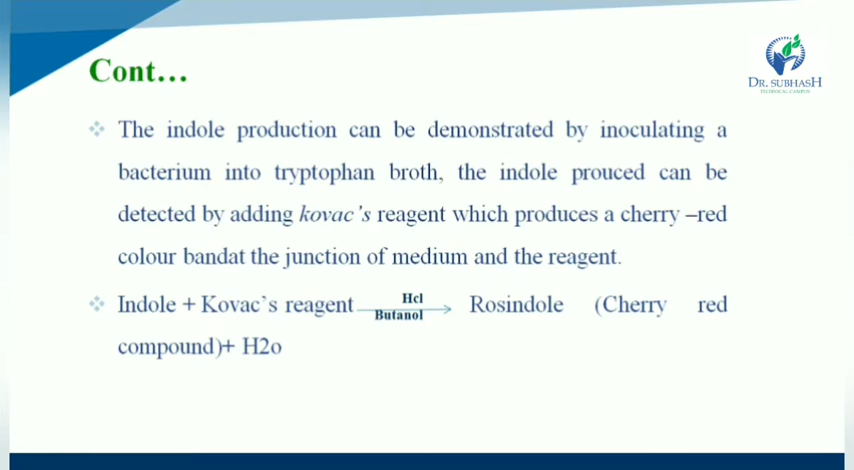 Cont...
DR. SUBHASH
TECHNICAL CAMPUS
The indole production can be demonstrated by inoculating a
bacterium into tryptophan broth, the indole prouced can be
detected by adding kovac's reagent which produces a cherry –red
colour bandat the junction of medium and the reagent.
Indole + Kovac's reagent Hcl Butanol → Rosindole (Cherry red
compound)+ H2o